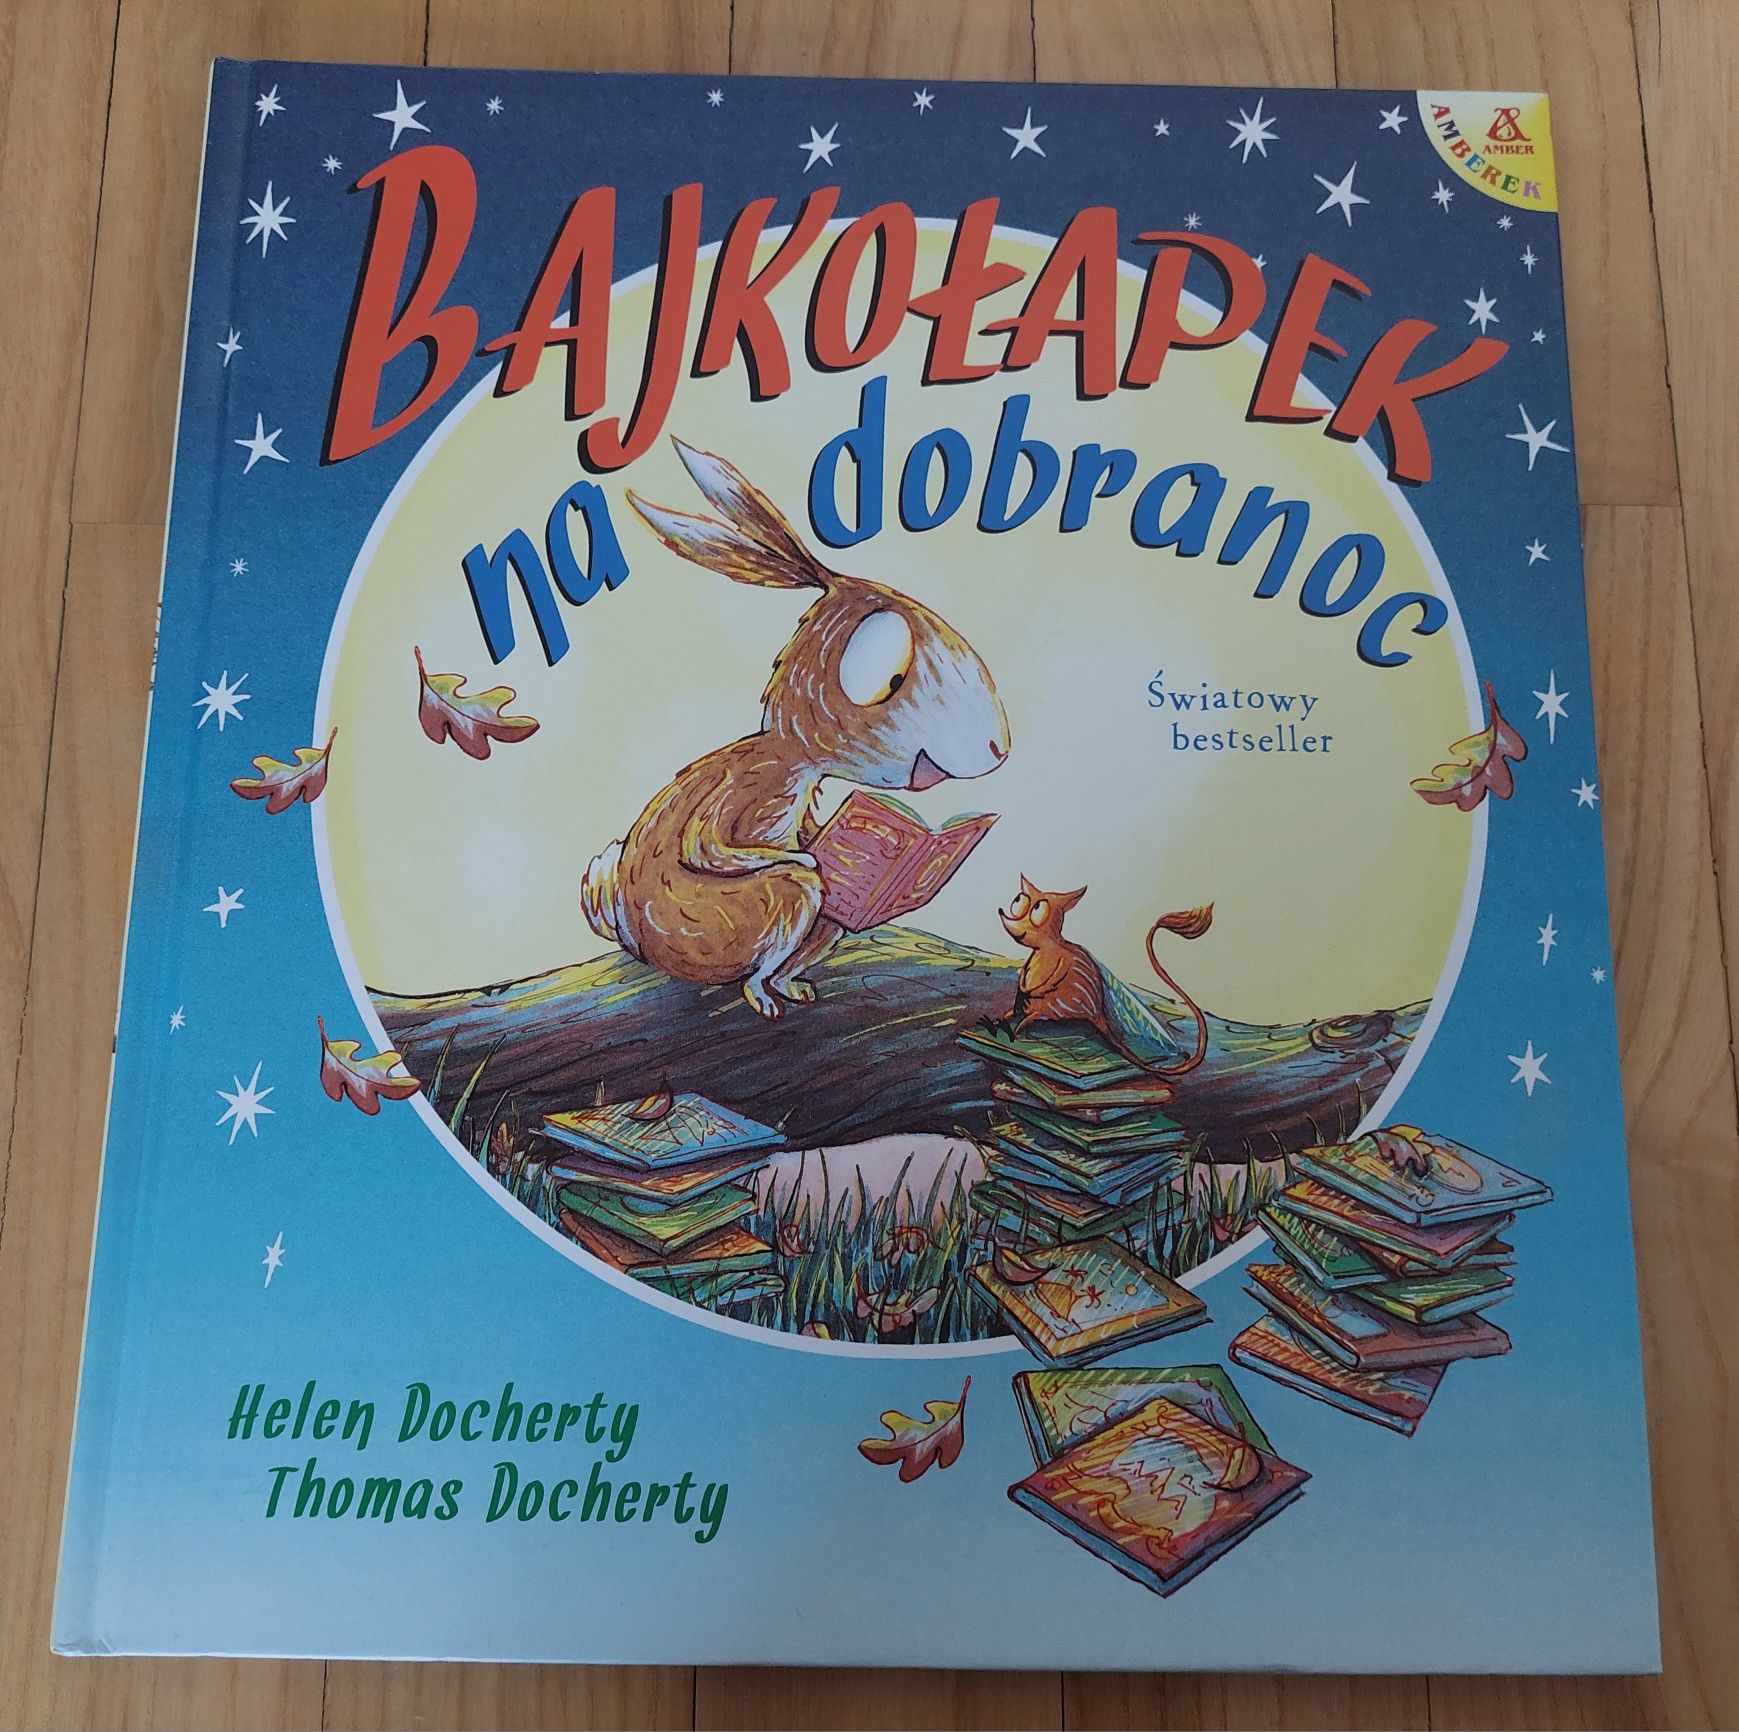 AMBER
AMBEREK
BAJKOŁAPEK
na dobranoc
Światowy
bestseller
Helen Docherty
Thomas Docherty